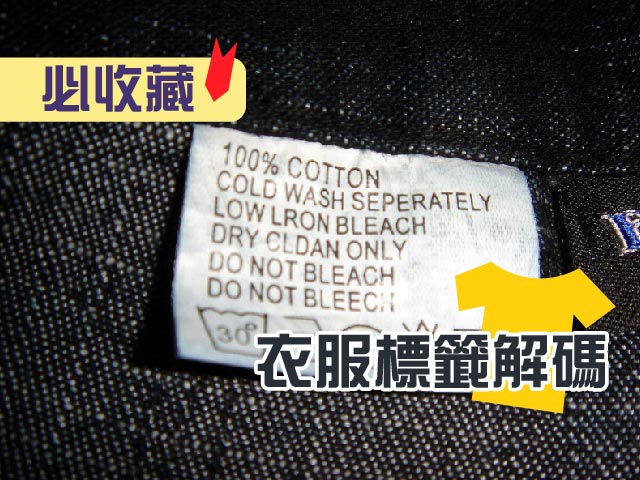 必收藏
100% COTTON
COLD WASH SEPERATELY
LOW LRON BLEACH
DRY CLDAN ONLY
DO NOT BLEACH
DO NOT BLEECH
30°
衣服標籤解碼